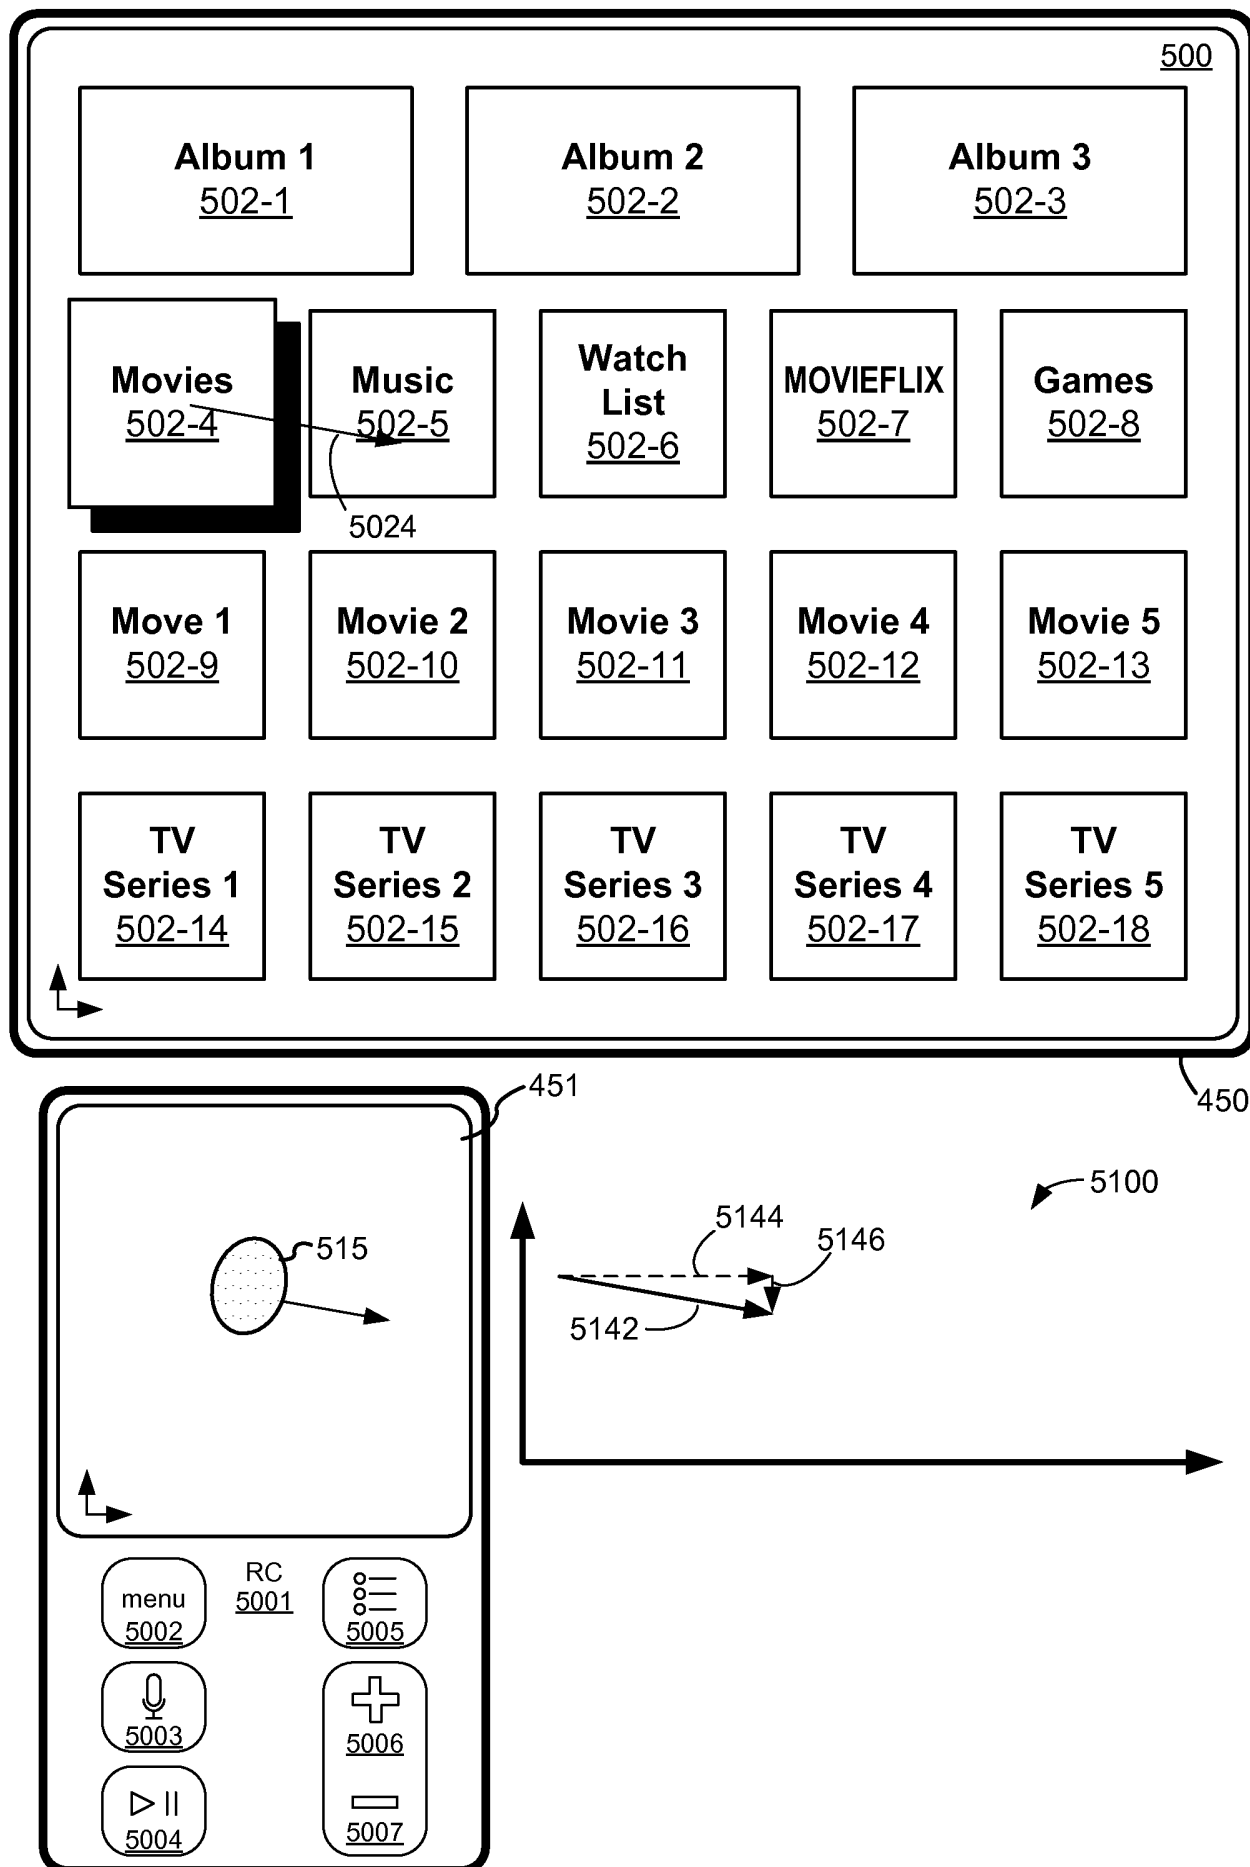 500
Album 1
502-1
Album 2
502-2
Album 3
502-3
Movies
502-4
Music
502-5
Watch
List
502-6
MOVIEFLIX
502-7
Games
502-8
5024
Move 1
502-9
Movie 2
502-10
Movie 3
502-11
Movie 4
502-12
Movie 5
502-13
TV
Series 1
502-14
TV
Series 2
502-15
TV
Series 3
502-16
TV
Series 4
502-17
TV
Series 5
502-18
451
450
5100
5144
5146
515
5142
RC
5001
menu
5002
5005
5003
5006
5004
5007